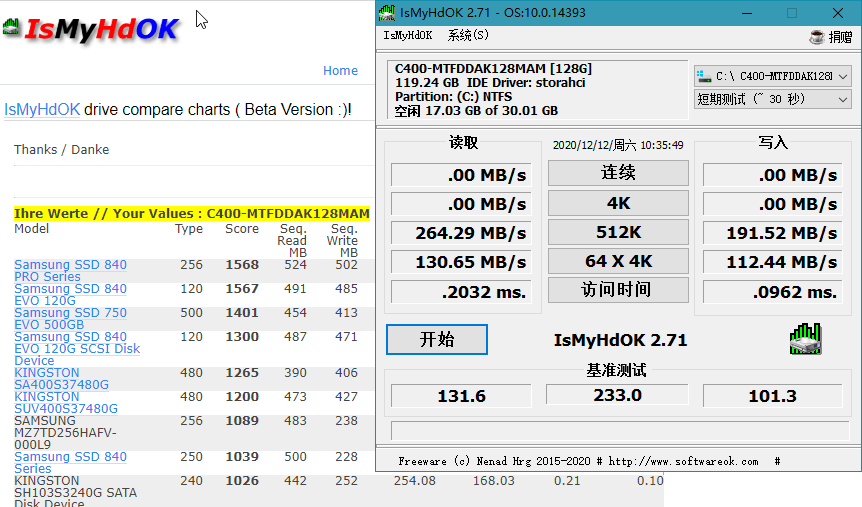 IsMyHdOK
Home
IsMyHdOK drive compare charts ( Beta Version :)!
Thanks / Danke
Ihre Werte // Your Values : C400-MTFDDAK128MAM
Model Type Score Seq. Read MB Seq. Write MB
Samsung SSD 840 PRO Series 256 1568 524 502
Samsung SSD 840 EVO 120G 120 1567 491 485
Samsung SSD 750 EVO 500GB 500 1401 454 413
Samsung SSD 840 EVO 120G SCSI Disk Device 120 1300 487 471
KINGSTON SA400S37480G 480 1265 390 406
KINGSTON SUV400S37480G 480 1200 473 427
SAMSUNG MZ7TD256HAFV-000L9 256 1089 483 238
Samsung SSD 840 Series 250 1039 500 228
KINGSTON SH103S3240G SATA Disk Device 240 1026 442 252 254.08 168.03 0.21 0.10
IsMyHdOK 2.71 - OS:10.0.14393
IsMyHdOK 系统(S) 捐赠
C400-MTFDDAK128MAM [128G]
119.24 GB IDE Driver: storahci
Partition: (C:) NTFS
空闲 17.03 GB of 30.01 GB
C:\ C400-MTFDDAK128M
短期测试 (~ 30 秒)
读取 2020/12/12/周六 10:35:49 写入
.00 MB/s 连续 .00 MB/s
.00 MB/s 4K .00 MB/s
264.29 MB/s 512K 191.52 MB/s
130.65 MB/s 64 X 4K 112.44 MB/s
.2032 ms. 访问时间 .0962 ms.
开始 IsMyHdOK 2.71
基准测试
131.6 233.0 101.3
Freeware (c) Nenad Hrg 2015-2020 # http://www.softwareok.com #